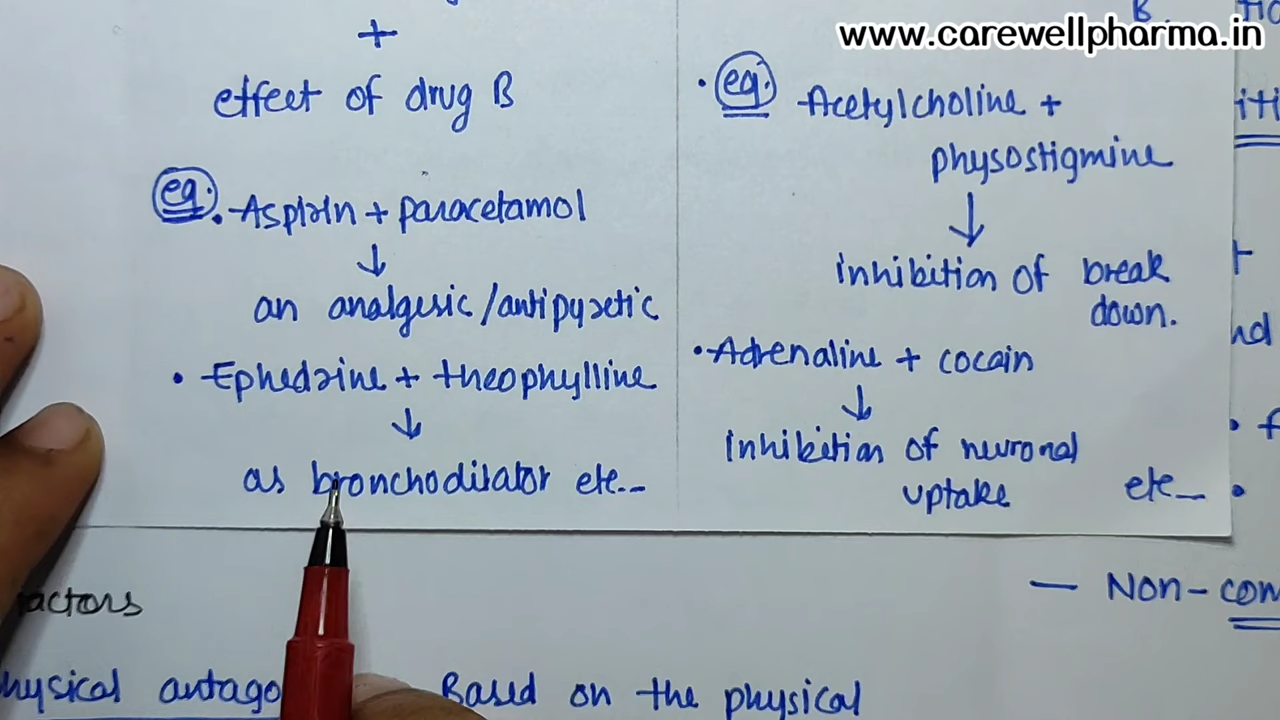 www.carewellpharma.in
+
effect of drug B
eg. Aspirin + paracetamol
↓
an analgesic / antipyretic
• Ephedrine + theophylline
↓
as bronchodilator etc...
• eg. Acetylcholine +
physostigmine
↓
inhibition of break
down.
• Adrenaline + cocain
↓
Inhibition of neuronal
uptake etc...
B
— Non-com
actors
hysical antago Based on the physical